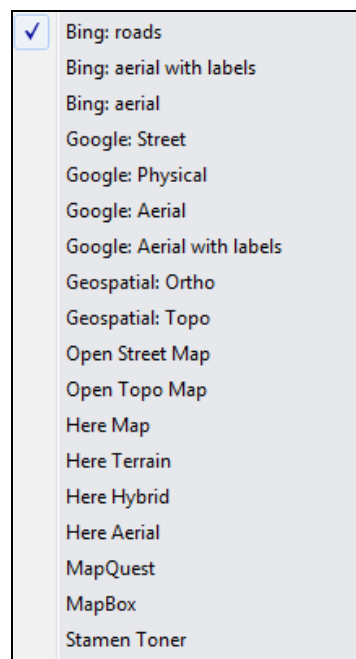 Bing: roads
Bing: aerial with labels
Bing: aerial
Google: Street
Google: Physical
Google: Aerial
Google: Aerial with labels
Geospatial: Ortho
Geospatial: Topo
Open Street Map
Open Topo Map
Here Map
Here Terrain
Here Hybrid
Here Aerial
MapQuest
MapBox
Stamen Toner